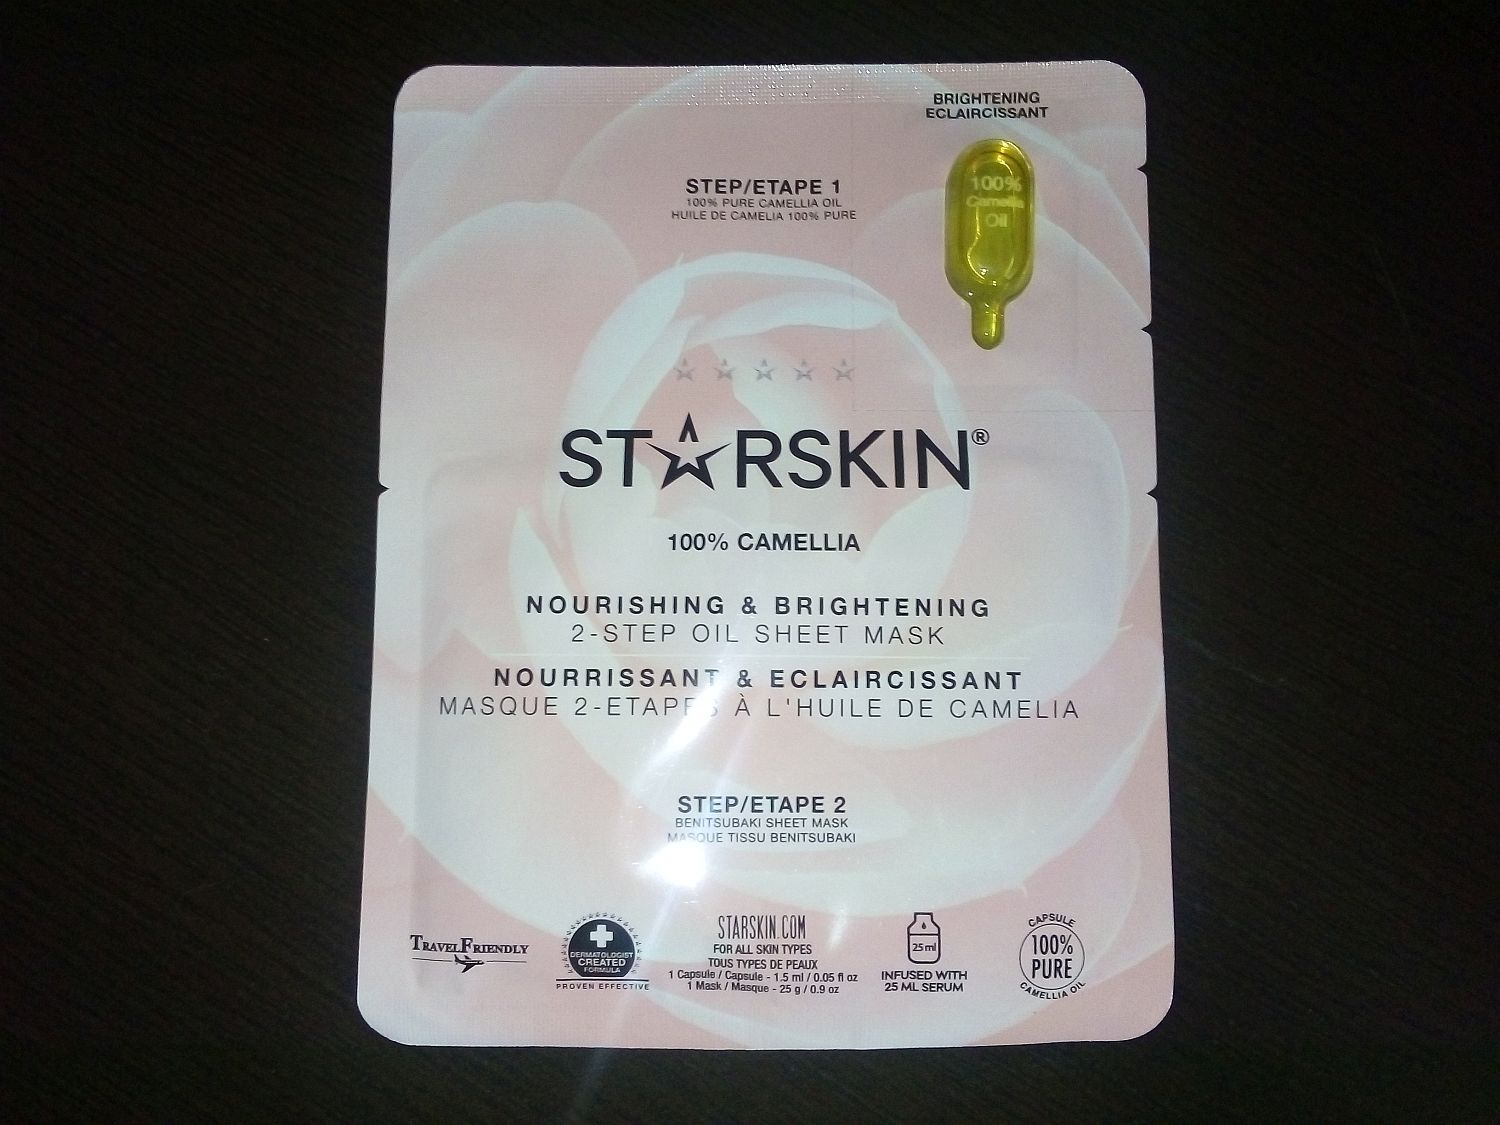 BRIGHTENING
ECLAIRCISSANT
100%
Camellia
Oil
STEP/ETAPE 1
100% PURE CAMELLIA OIL
HUILE DE CAMELIA 100% PURE
STARSKIN®
100% CAMELLIA
NOURISHING & BRIGHTENING
2-STEP OIL SHEET MASK
NOURRISSANT & ECLAIRCISSANT
MASQUE 2-ETAPES À L'HUILE DE CAMELIA
STEP/ETAPE 2
BENITSUBAKI SHEET MASK
MASQUE TISSU BENITSUBAKI
TRAVELFRIENDLY
DERMATOLOGIST
CREATED
FORMULA
PROVEN EFFECTIVE
STARSKIN.COM
FOR ALL SKIN TYPES
TOUS TYPES DE PEAUX
1 Capsule / Capsule - 1.5 ml / 0.05 fl oz
1 Mask / Masque - 25 g / 0.9 oz
25 ml
INFUSED WITH
25 ML SERUM
CAPSULE
100%
PURE
CAMELLIA OIL